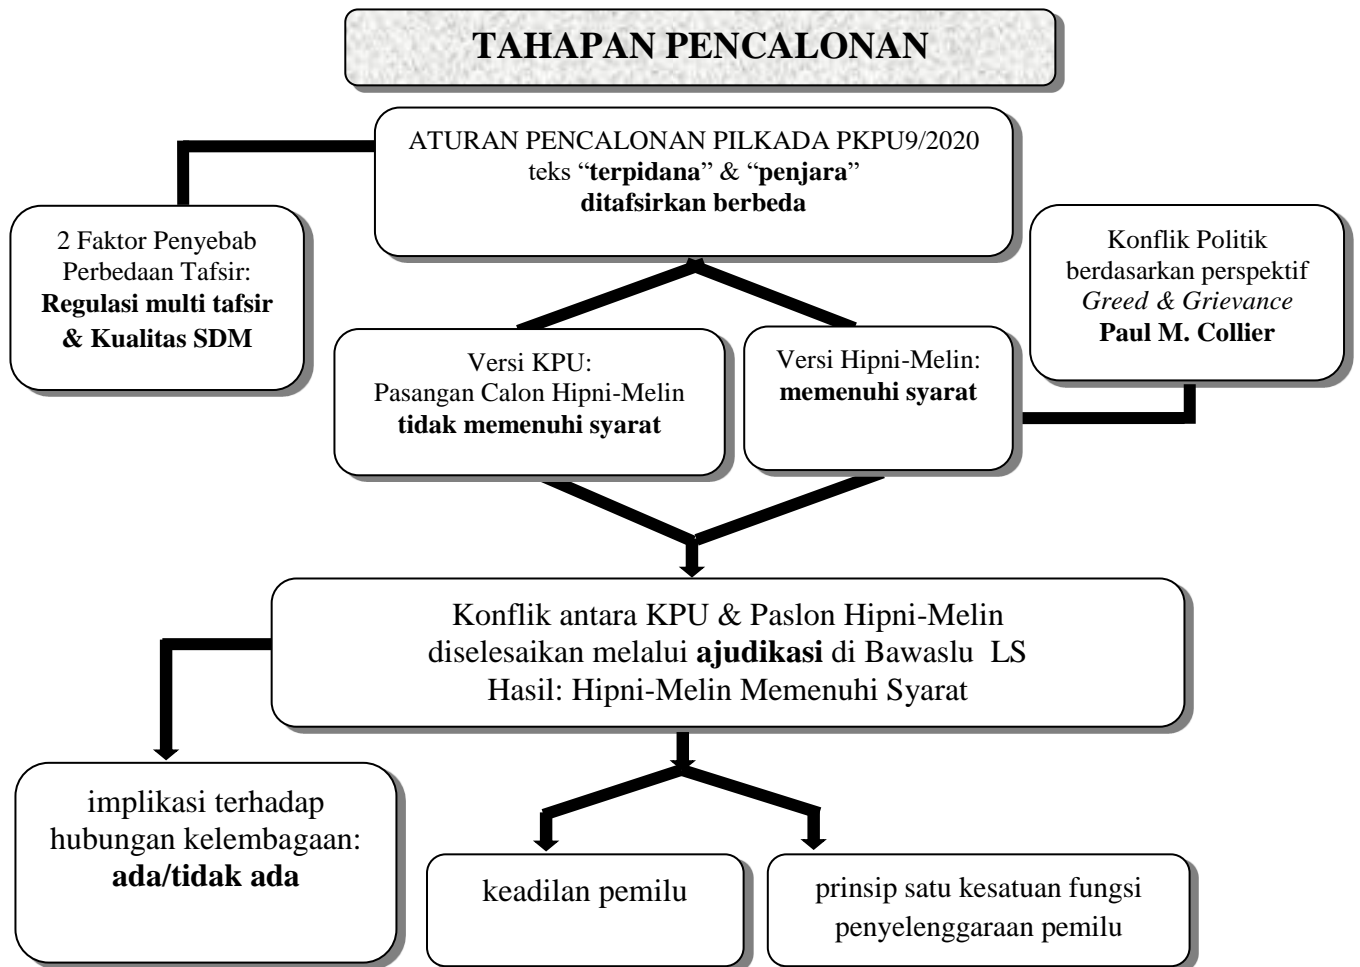 TAHAPAN PENCALONAN
ATURAN PENCALONAN PILKADA PKPU9/2020
teks “terpidana” & “penjara”
ditafsirkan berbeda
2 Faktor Penyebab
Perbedaan Tafsir:
Regulasi multi tafsir
& Kualitas SDM
Konflik Politik
berdasarkan perspektif
Greed & Grievance
Paul M. Collier
Versi KPU:
Pasangan Calon Hipni-Melin
tidak memenuhi syarat
Versi Hipni-Melin:
memenuhi syarat
Konflik antara KPU & Paslon Hipni-Melin
diselesaikan melalui ajudikasi di Bawaslu LS
Hasil: Hipni-Melin Memenuhi Syarat
implikasi terhadap
hubungan kelembagaan:
ada/tidak ada
keadilan pemilu
prinsip satu kesatuan fungsi
penyelenggaraan pemilu